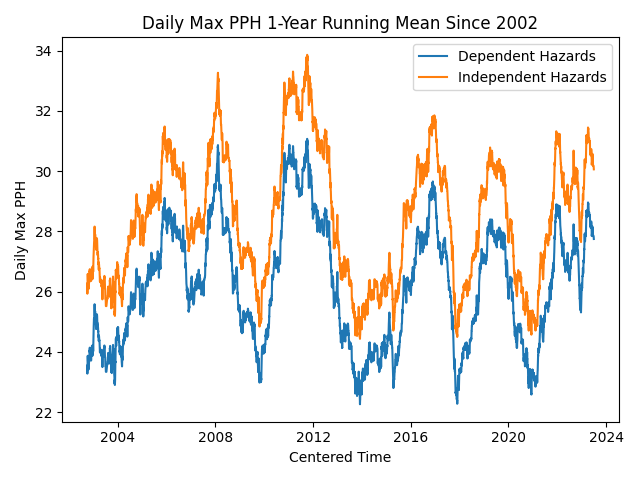 Daily Max PPH 1-Year Running Mean Since 2002
Dependent Hazards
Independent Hazards
Daily Max PPH
34
32
30
28
26
24
22
2004
2008
2012
2016
2020
2024
Centered Time